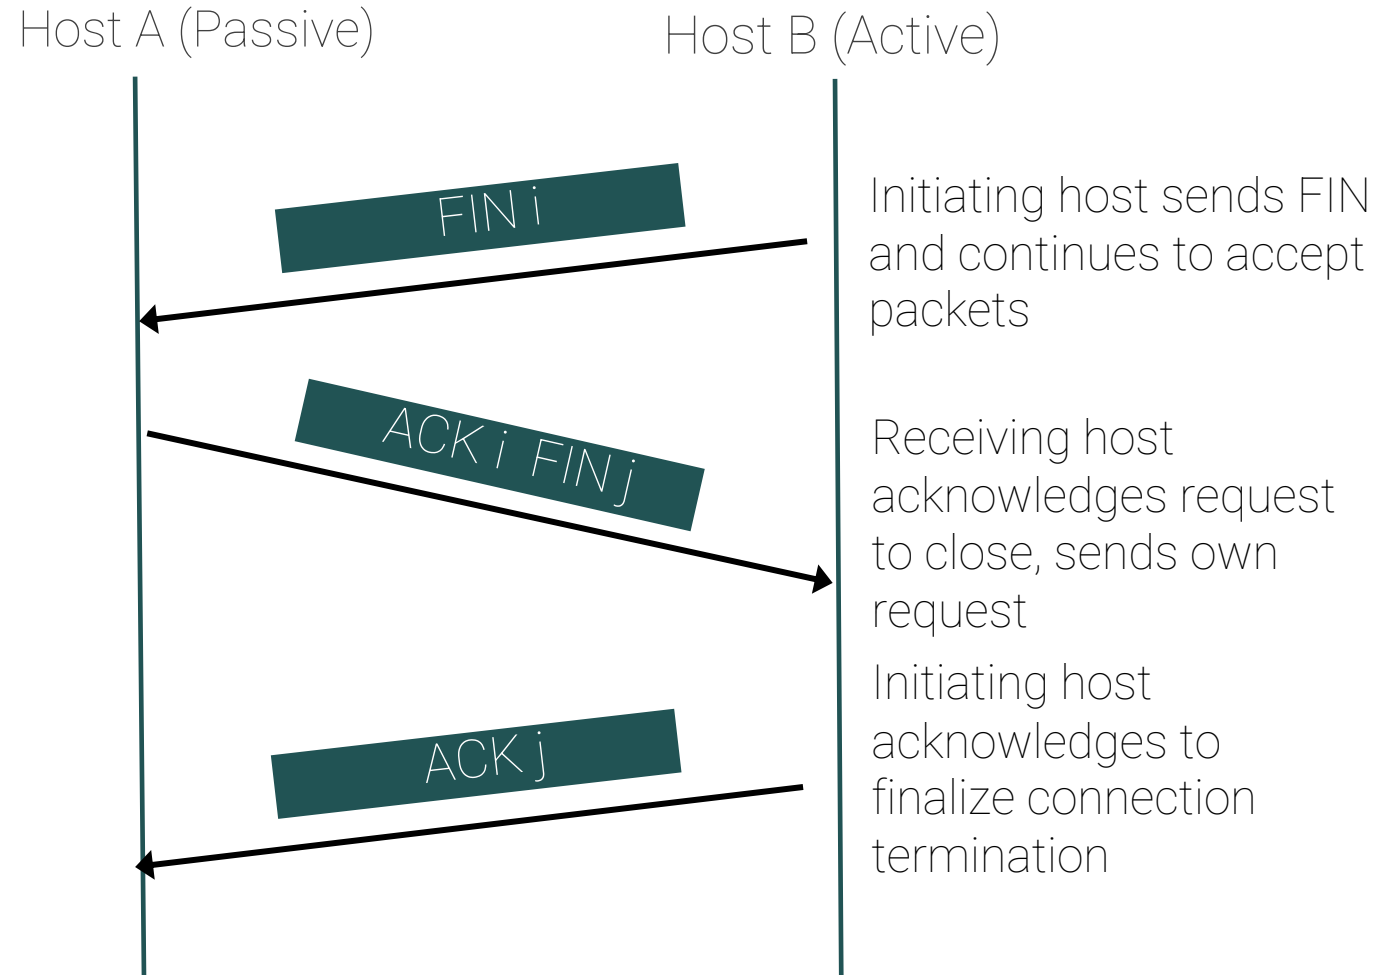 Host A (Passive)
Host B (Active)
FIN i
Initiating host sends FIN
and continues to accept
packets
ACK i FIN j
Receiving host
acknowledges request
to close, sends own
request
ACK j
Initiating host
acknowledges to
finalize connection
termination